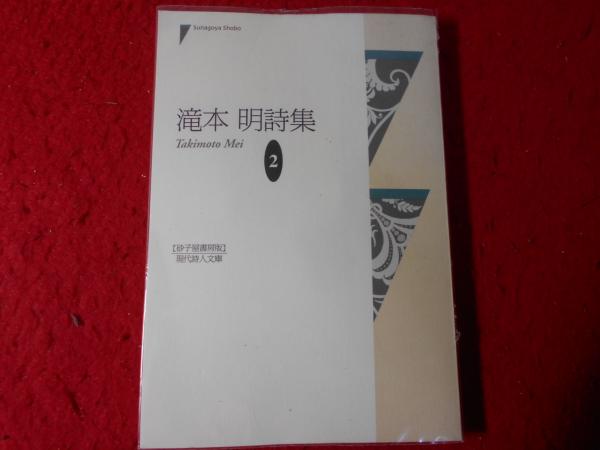 Sunagoya Shobo
滝本 明詩集
Takimoto Mei
2
【砂子屋書房版】
現代詩人文庫